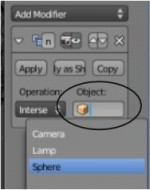 Add Modifier
n
Apply ly as Sh Copy
Operation: Object:
Interse
Camera
Lamp
Sphere